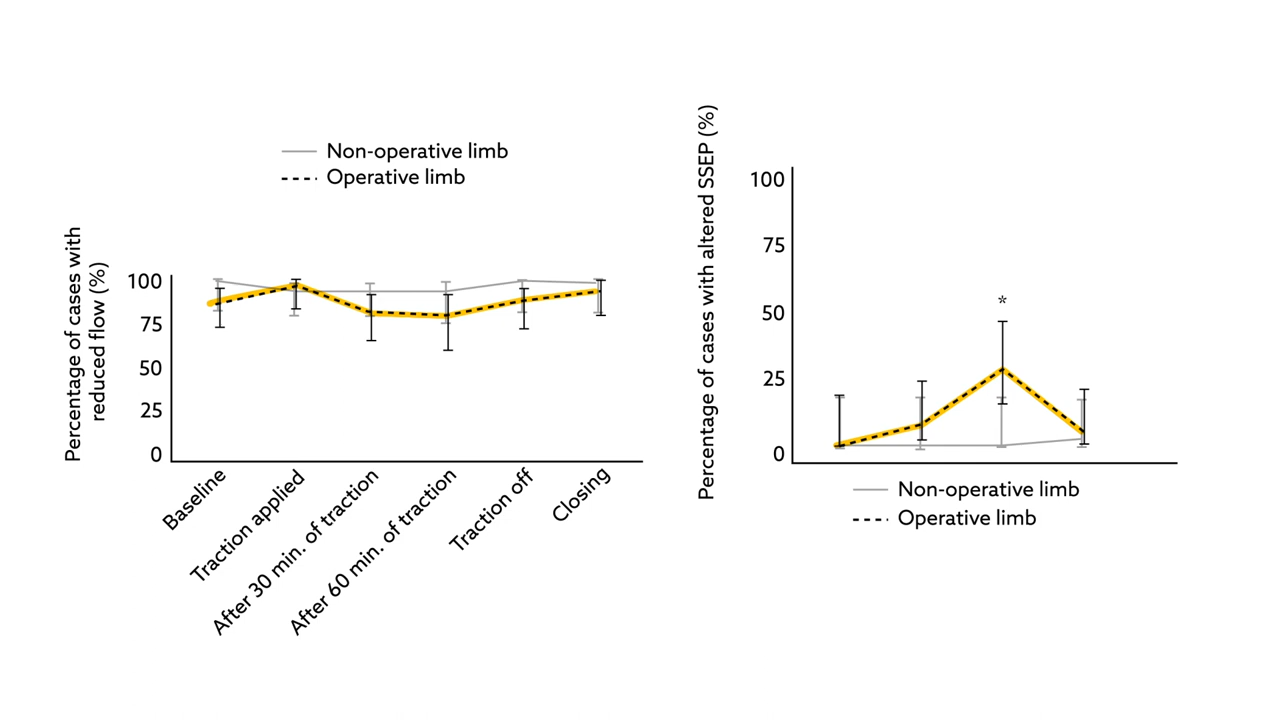 Non-operative limb
Operative limb
Percentage of cases with
reduced flow (%)
100
75
50
25
0
Baseline
Traction applied
After 30 min. of traction
After 60 min. of traction
Traction off
Closing
Percentage of cases with altered SSEP (%)
100
75
50
25
0
*
Non-operative limb
Operative limb